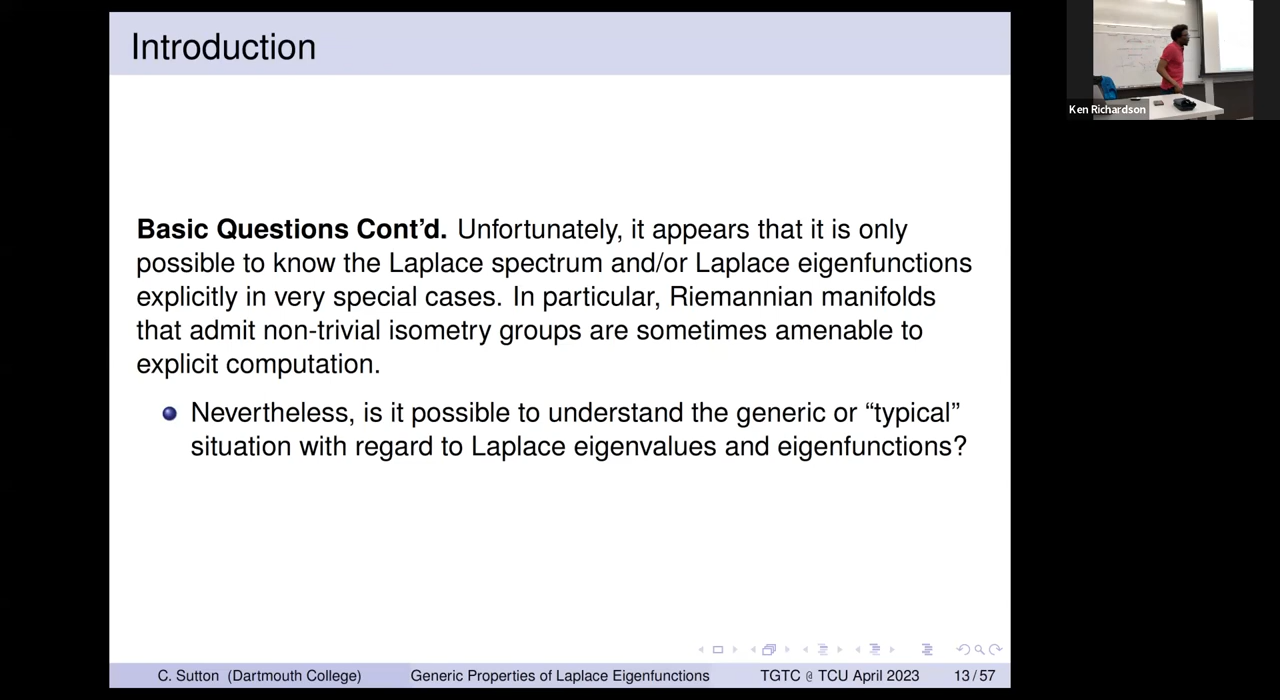 Introduction
Ken Richardson
Basic Questions Cont’d. Unfortunately, it appears that it is only
possible to know the Laplace spectrum and/or Laplace eigenfunctions
explicitly in very special cases. In particular, Riemannian manifolds
that admit non-trivial isometry groups are sometimes amenable to
explicit computation.
Nevertheless, is it possible to understand the generic or “typical”
situation with regard to Laplace eigenvalues and eigenfunctions?
C. Sutton (Dartmouth College) Generic Properties of Laplace Eigenfunctions TGTC @ TCU April 2023 13 / 57